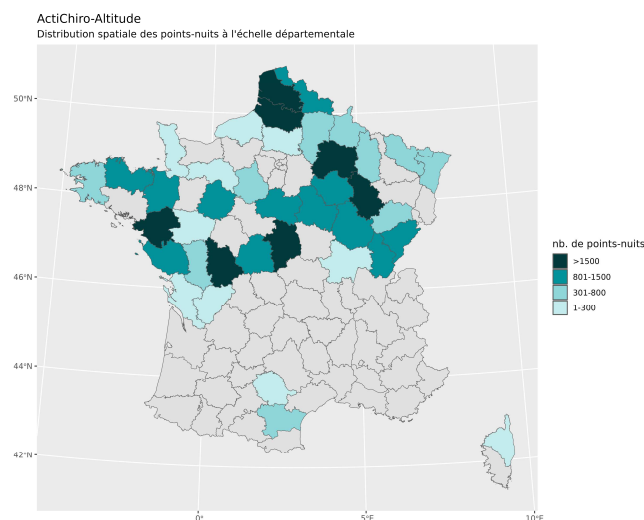 ActiChiro-Altitude
Distribution spatiale des points-nuits à l'échelle départementale
50°N
48°N
46°N
44°N
42°N
0°
5°E
10°E
nb. de points-nuits
>1500
801-1500
301-800
1-300